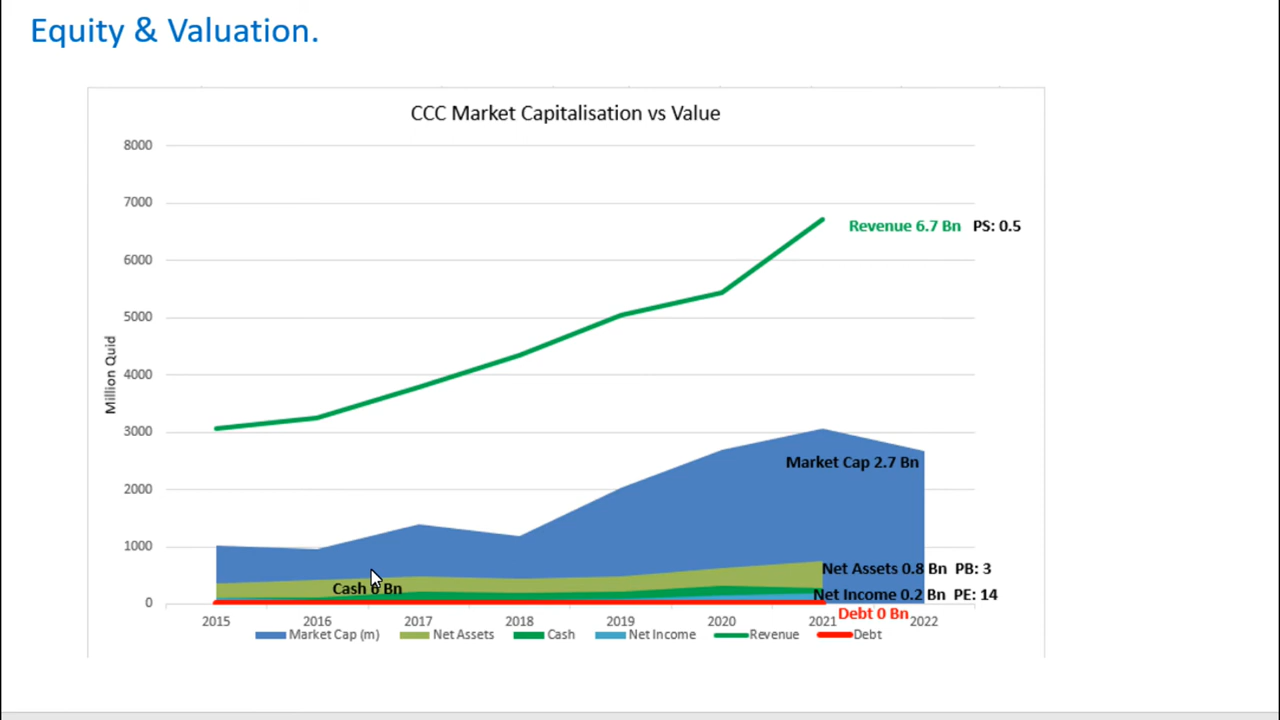 Equity & Valuation.
CCC Market Capitalisation vs Value
8000
7000
6000
5000
4000
3000
2000
1000
0
Million Quid
Revenue 6.7 Bn PS: 0.5
Market Cap 2.7 Bn
Net Assets 0.8 Bn PB: 3
Cash 6 Bn
Net Income 0.2 Bn PE: 14
Debt 0 Bn
2015 2016 2017 2018 2019 2020 2021 2022
Market Cap (m) Net Assets Cash Net Income Revenue Debt